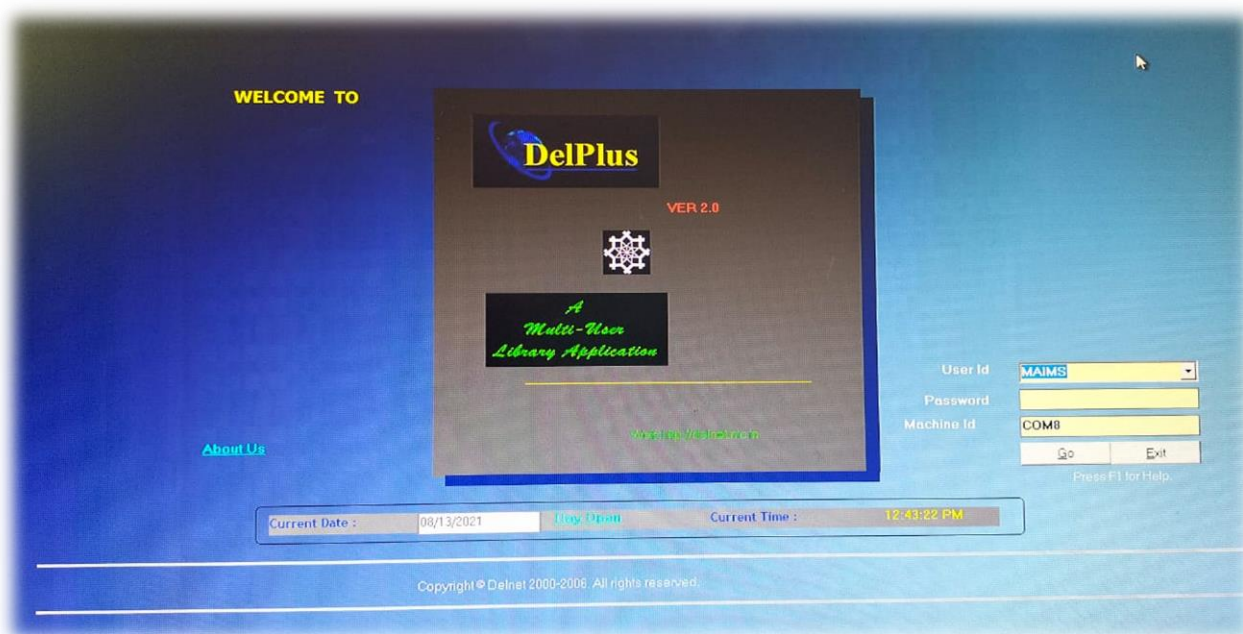 WELCOME TO
DelPlus
VER 2.0
A
Multi-User
Library Application
User Id MAIMS
Password
Machine Id COM8
Go Exit
Press F1 for Help.
About Us
Current Date : 08/13/2021 Day Open Current Time : 12:43:22 PM
Copyright © Delnet 2000-2006. All rights reserved.